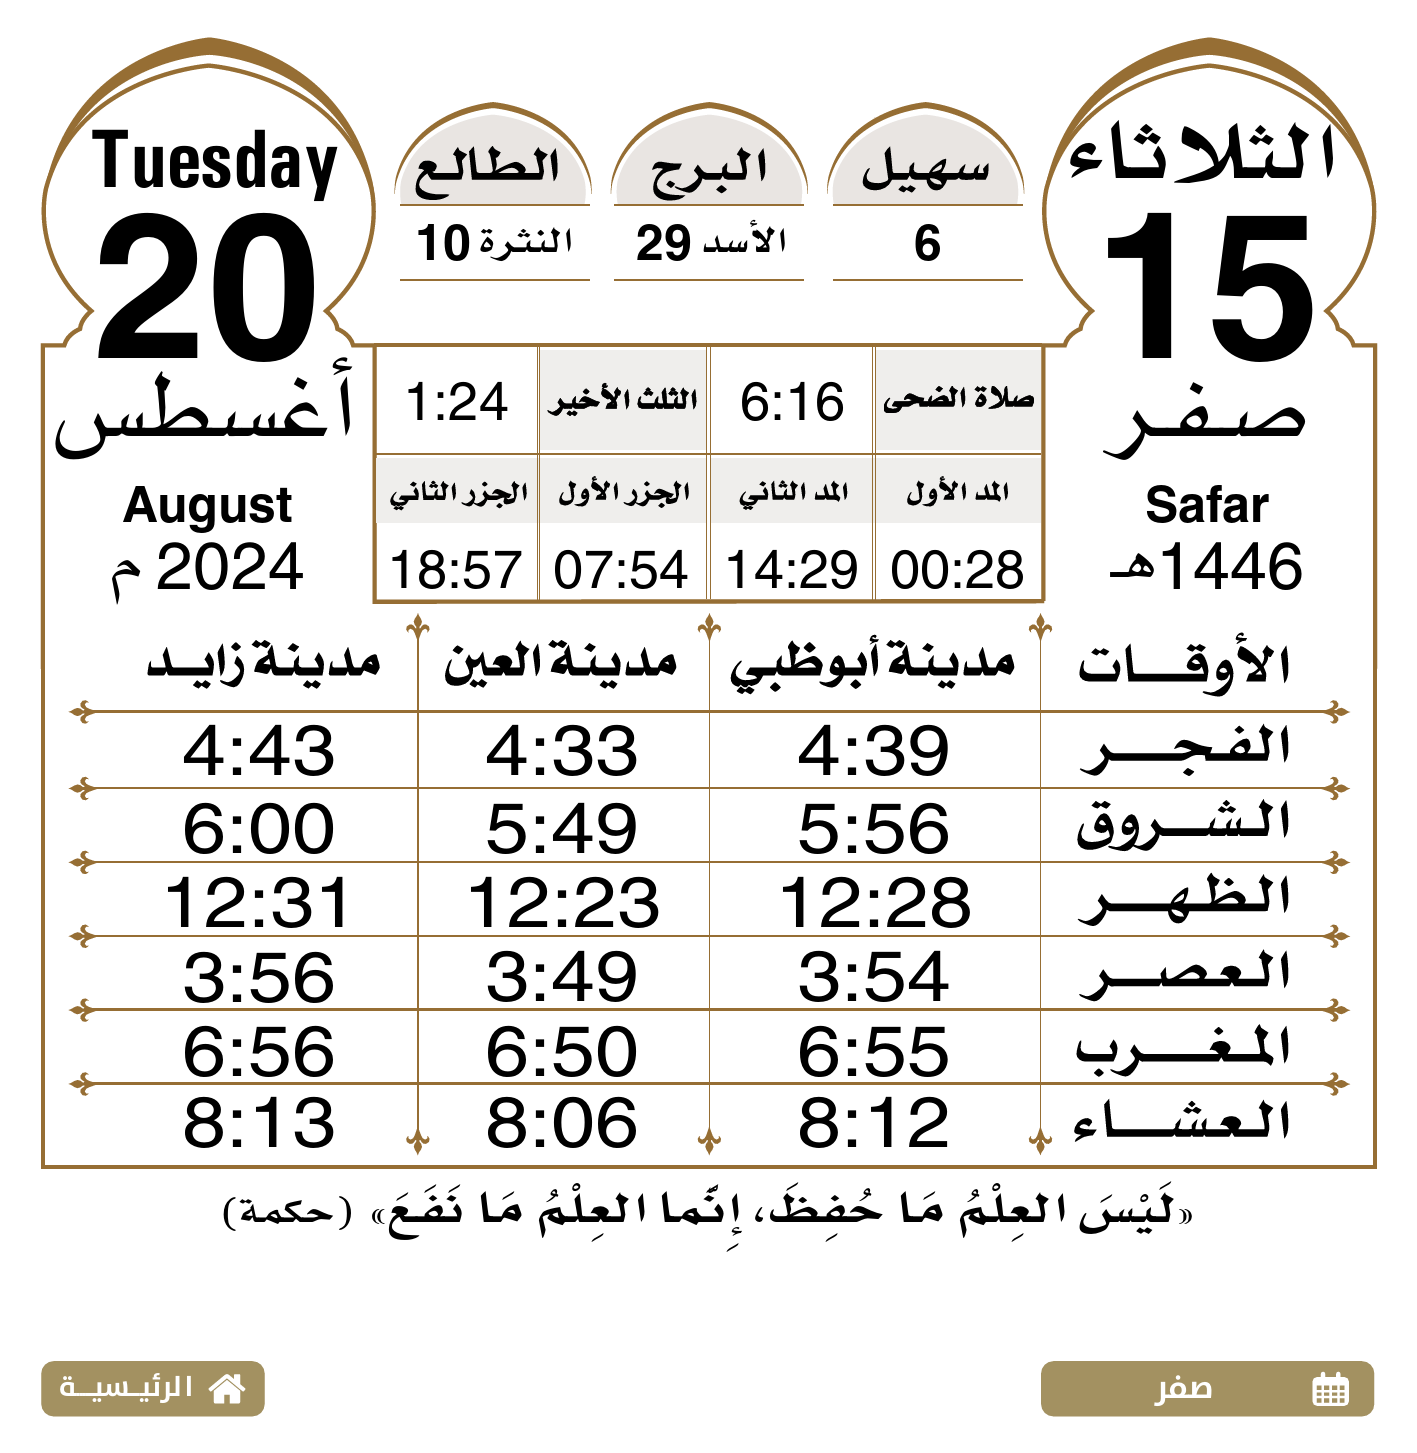 الثلاثاء
15
صفر
Safar
1446هـ
سهيل
6
البرج
الأسد 29
الطالع
النثرة 10
Tuesday
20
أغسطس
August
2024 م
صلاة الضحى 6:16 الثلث الأخير 1:24
المد الأول المد الثاني الجزر الأول الجزر الثاني
00:28 14:29 07:54 18:57
الأوقات مدينة أبوظبي مدينة العين مدينة زايد
الفجر 4:39 4:33 4:43
الشروق 5:56 5:49 6:00
الظهر 12:28 12:23 12:31
العصر 3:54 3:49 3:56
المغرب 6:55 6:50 6:56
العشاء 8:12 8:06 8:13
«لَيْسَ العِلْمُ مَا حُفِظَ، إِنَّما العِلْمُ مَا نَفَعَ» (حكمة)
صفر
الرئيسية